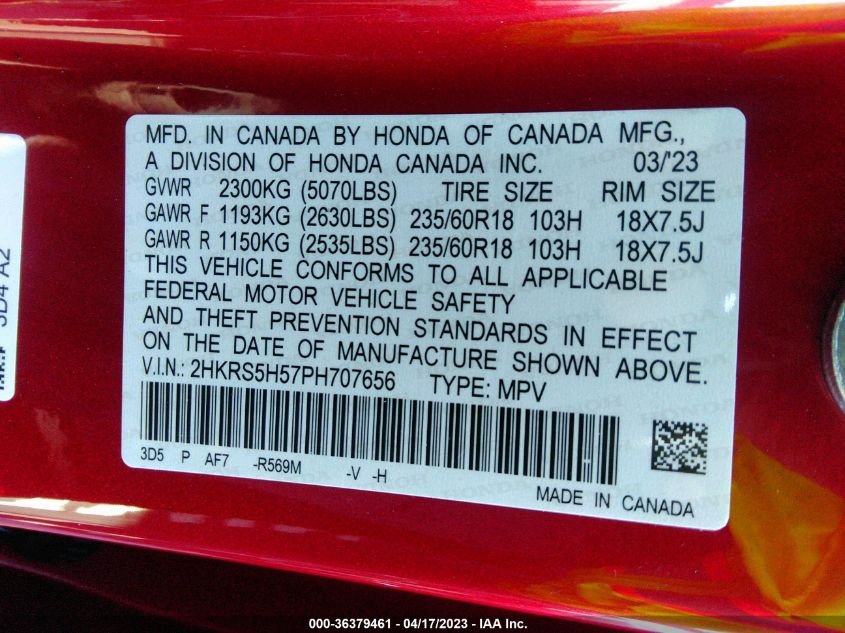 MFD. IN CANADA BY HONDA OF CANADA MFG.,
A DIVISION OF HONDA CANADA INC. 03/'23
GVWR 2300KG (5070LBS) TIRE SIZE RIM SIZE
GAWR F 1193KG (2630LBS) 235/60R18 103H 18X7.5J
GAWR R 1150KG (2535LBS) 235/60R18 103H 18X7.5J
THIS VEHICLE CONFORMS TO ALL APPLICABLE
FEDERAL MOTOR VEHICLE SAFETY
AND THEFT PREVENTION STANDARDS IN EFFECT
ON THE DATE OF MANUFACTURE SHOWN ABOVE.
V.I.N.: 2HKRS5H57PH707656 TYPE: MPV
3D5 P AF7 -R569M -V -H
MADE IN CANADA
000-36379461 - 04/17/2023 - IAA Inc.